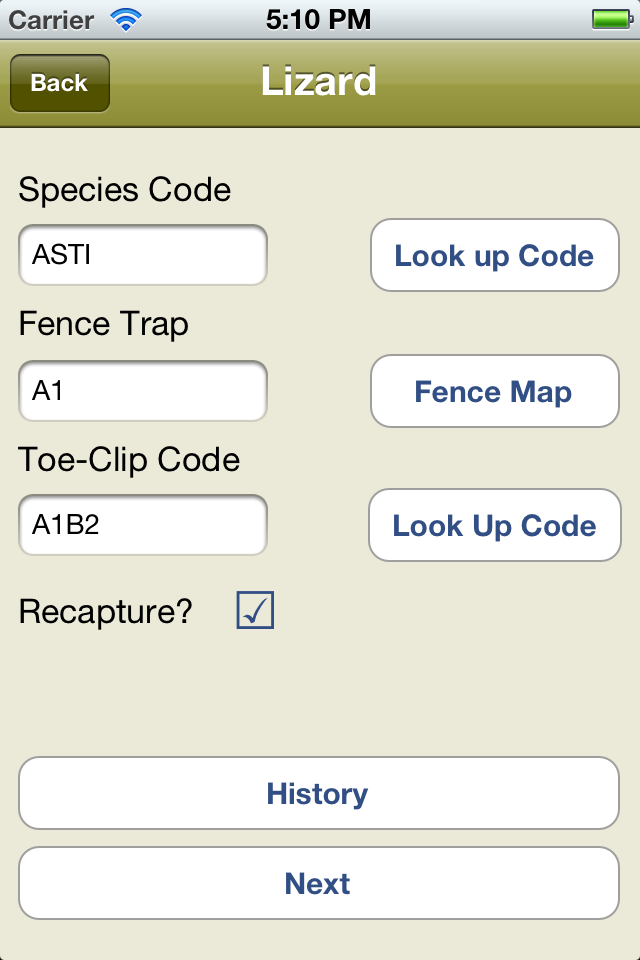 Carrier 5:10 PM
Back Lizard
Species Code
ASTI Look up Code
Fence Trap
A1 Fence Map
Toe-Clip Code
A1B2 Look Up Code
Recapture? ☑
History
Next